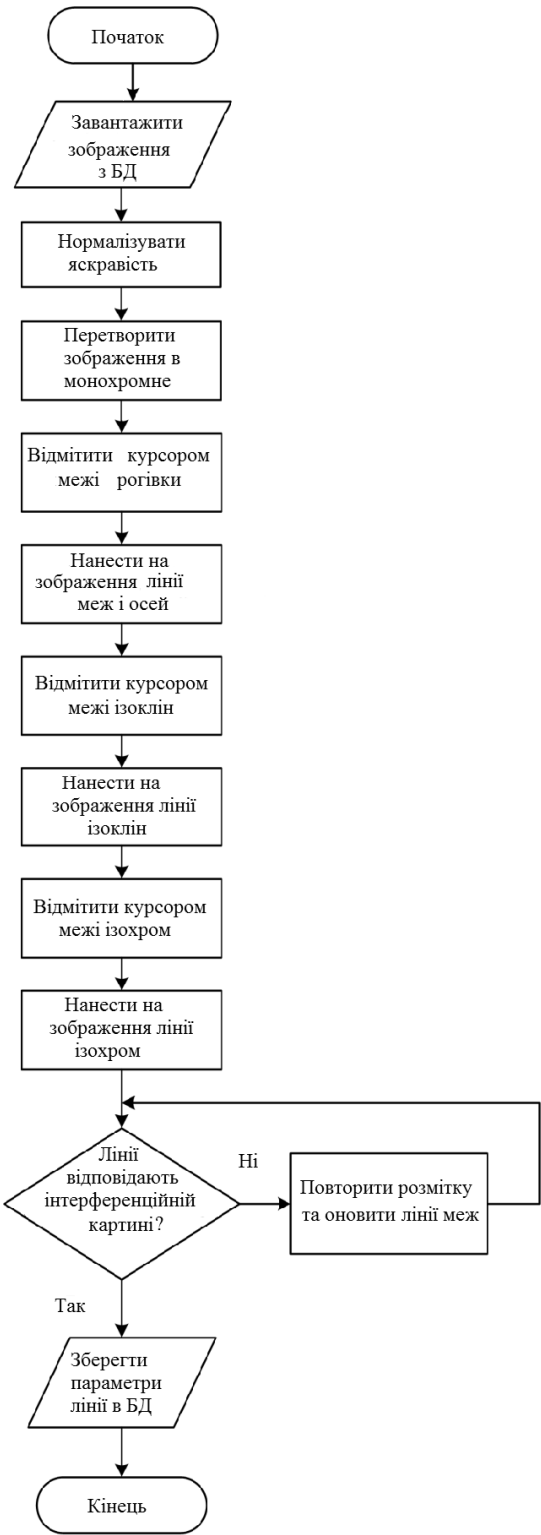 Початок
Завантажити
зображення
з БД
Нормалізувати
яскравість
Перетворити
зображення в
монохромне
Відмітити курсором
межі рогівки
Нанести на
зображення лінії
меж і осей
Відмітити курсором
межі ізоклін
Нанести на
зображення лінії
ізоклін
Відмітити курсором
межі ізохром
Нанести на
зображення лінії
ізохром
Лінії
відповідають
інтерференційній
картині?
Ні
Повторити розмітку
та оновити лінії меж
Так
Зберегти
параметри
лінії в БД
Кінець